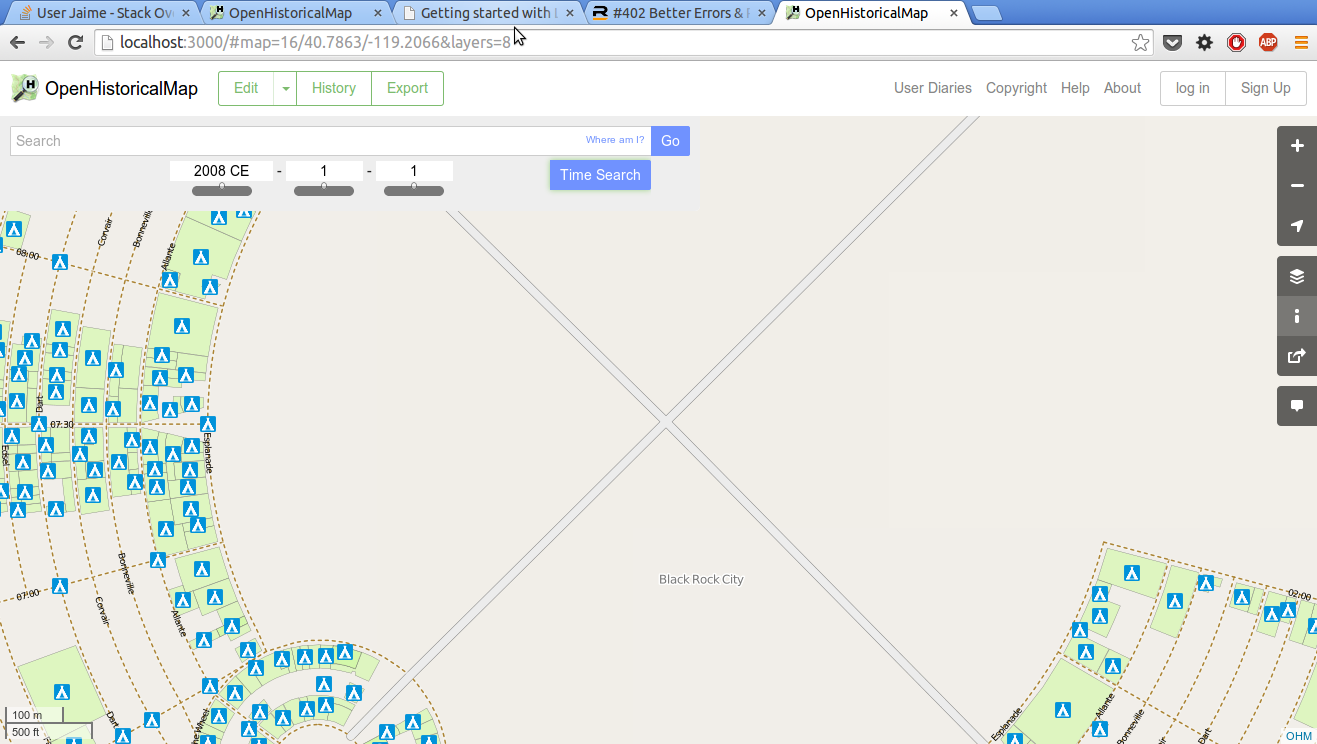 User Jaime - Stack Ov
OpenHistoricalMap
Getting started with
#402 Better Errors &
OpenHistoricalMap
localhost:3000/#map=16/40.7863/-119.2066&layers=8
ABP
OpenHistoricalMap
Edit
History
Export
User Diaries
Copyright
Help
About
log in
Sign Up
Search
Where am I?
Go
2008 CE - 1 - 1
Time Search
Corvair
Bonneville
Allante
08:00
Dart
07:30
Edsel
Esplanade
07:00
Corvair
Bonneville
Allante
Black Rock City
02:00
Dart
Wheel
Esplanade
Allante
Bonneville
Dart
100 m
500 ft
OHM